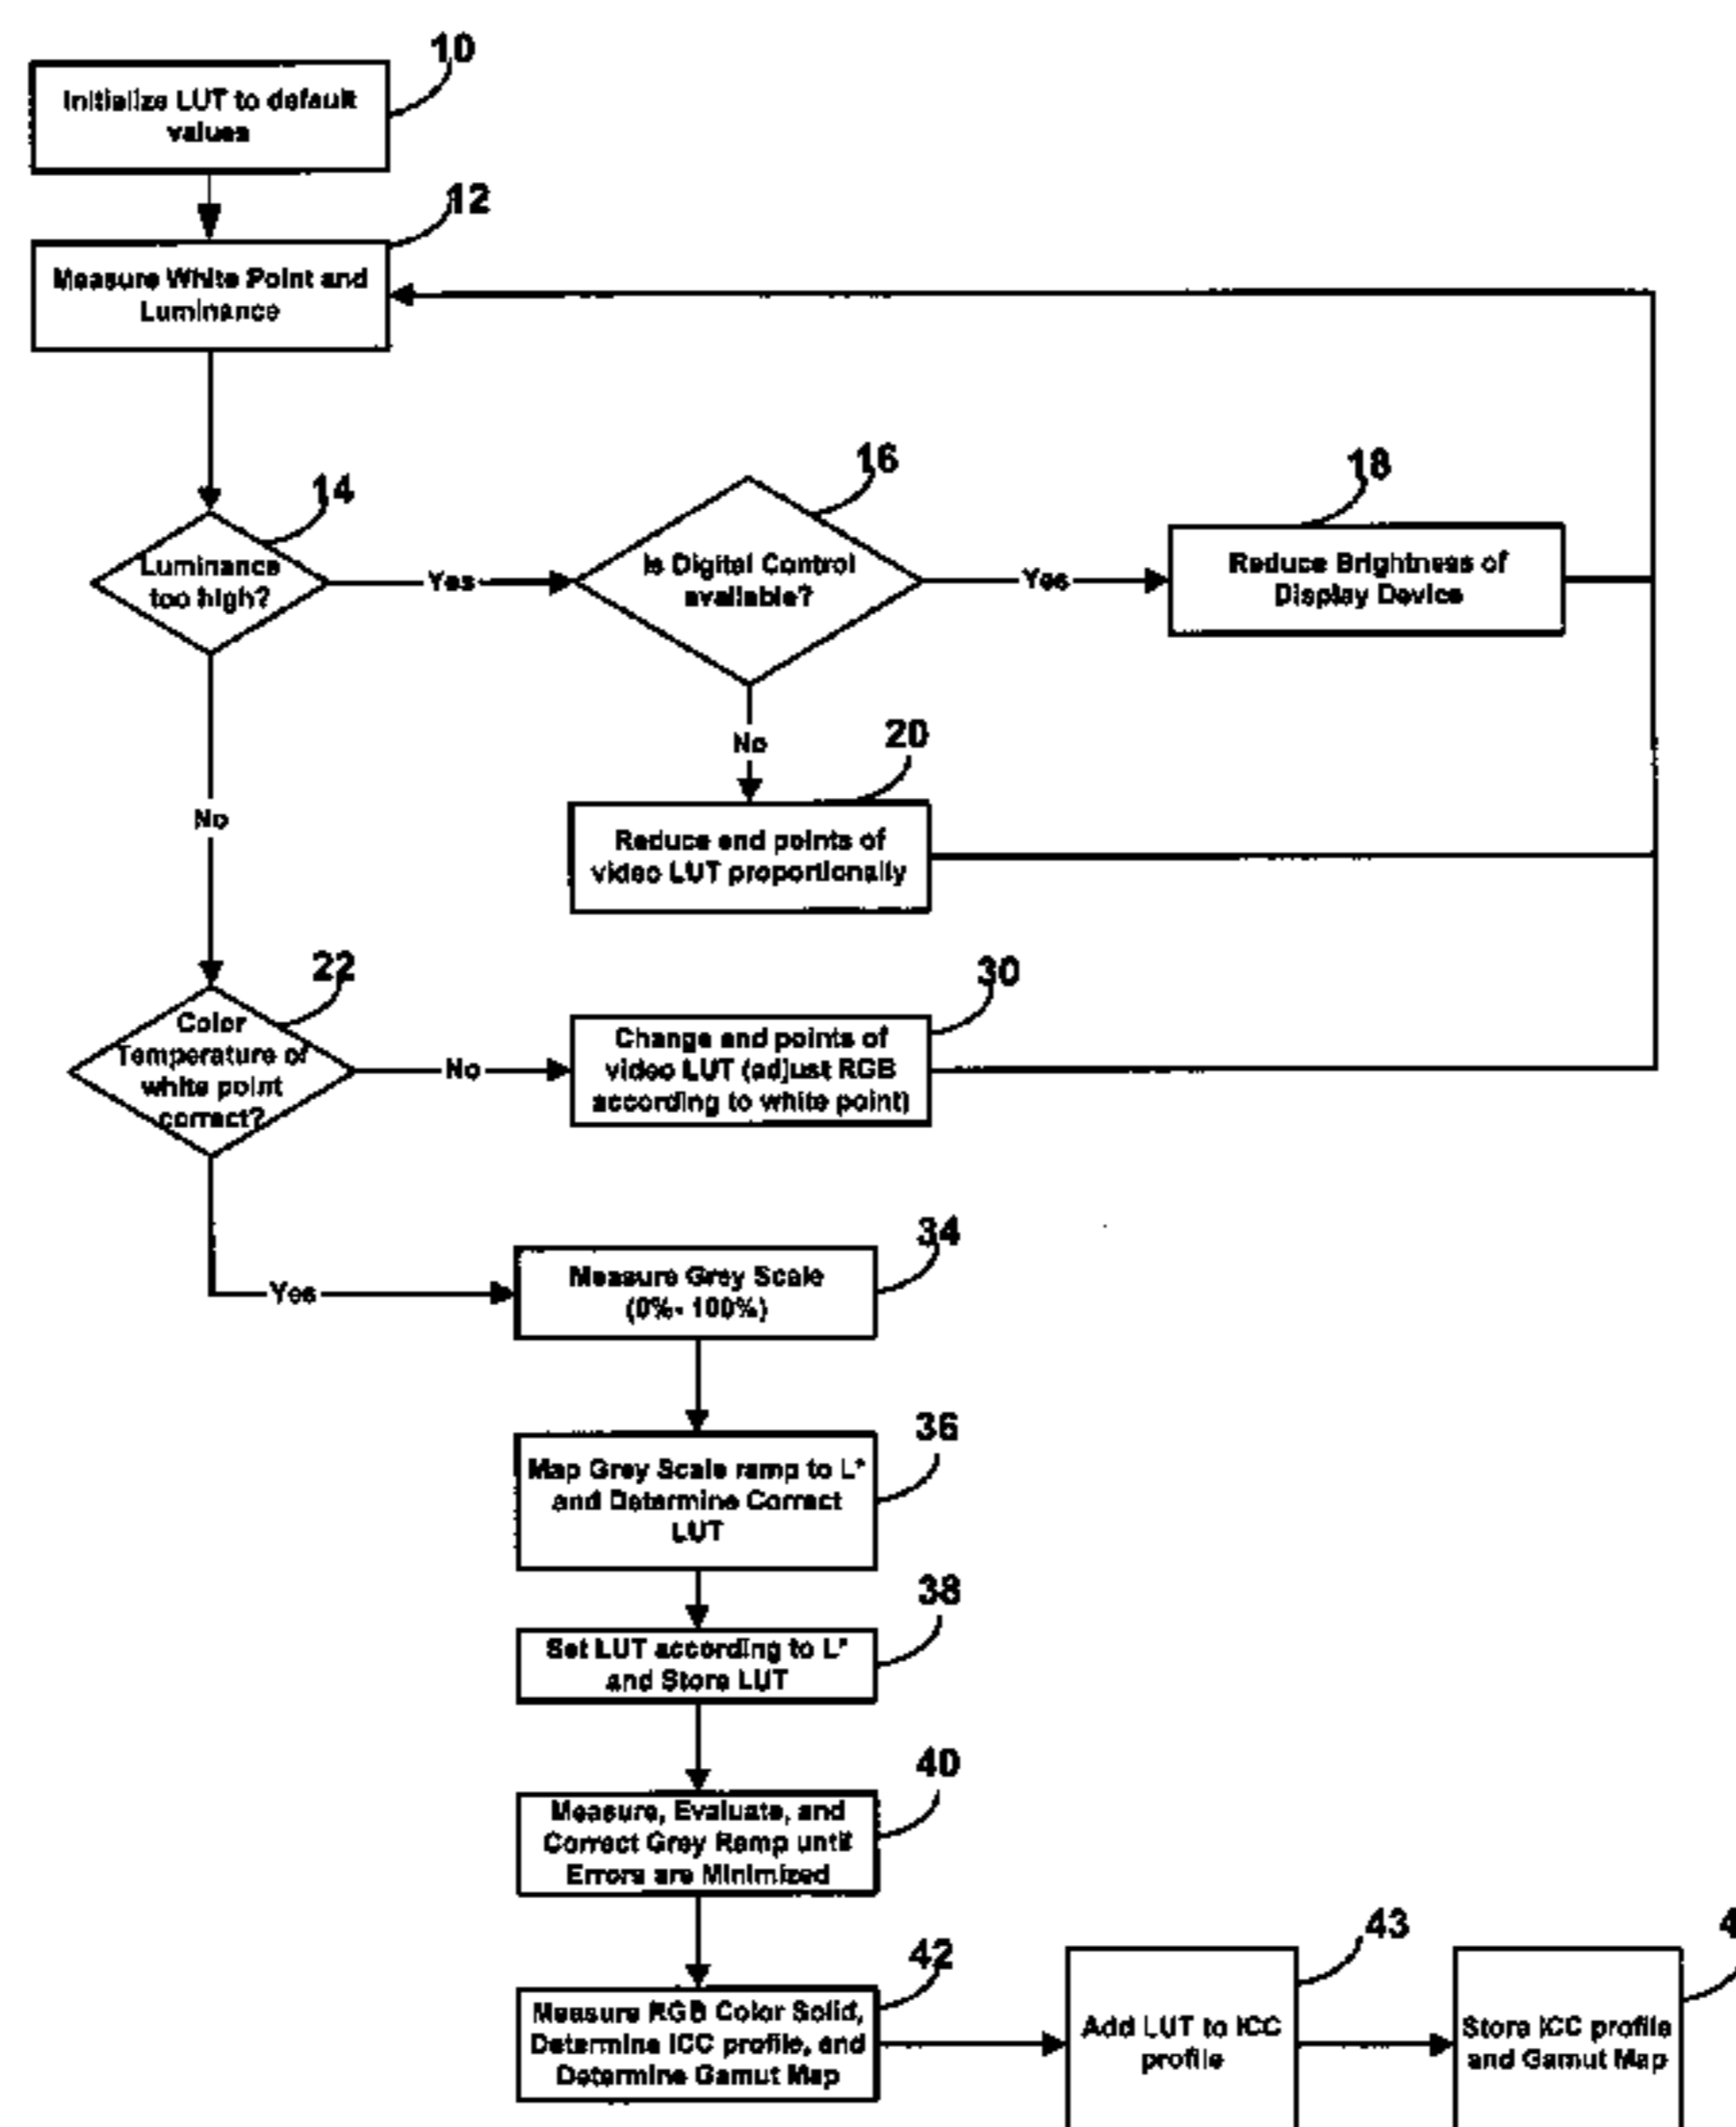 10
Initialize LUT to default
values
12
Measure White Point and
Luminance
14
Luminance
too high?
Yes
16
Is Digital Control
available?
Yes
18
Reduce Brightness of
Display Device
No
20
Reduce end points of
video LUT proportionally
No
22
Color
Temperature of
white point
correct?
No
30
Change end points of
video LUT (adjust RGB
according to white point)
Yes
34
Measure Grey Scale
(0%- 100%)
36
Map Grey Scale ramp to L*
and Determine Correct
LUT
38
Set LUT according to L*
and Store LUT
40
Measure, Evaluate, and
Correct Grey Ramp until
Errors are Minimized
42
Measure RGB Color Solid,
Determine ICC profile, and
Determine Gamut Map
43
Add LUT to ICC
profile
Store ICC profile
and Gamut Map